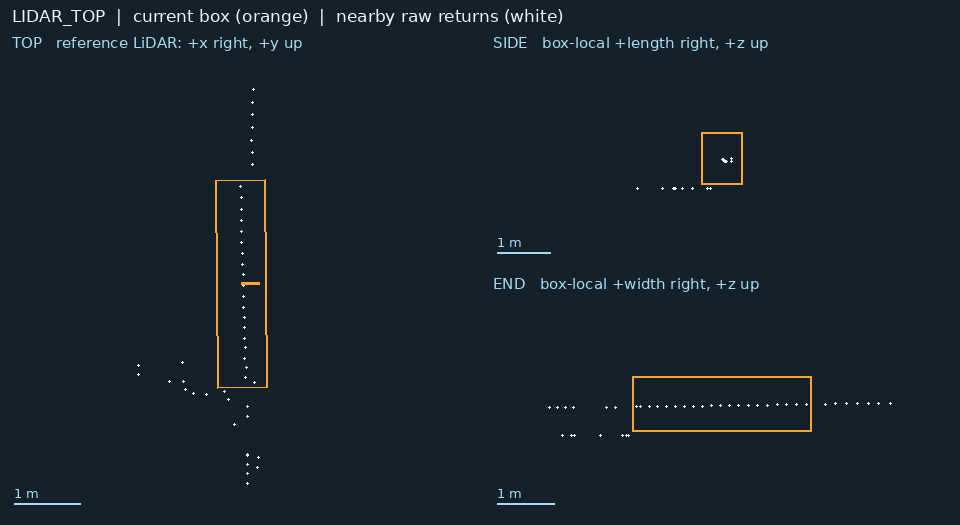 LIDAR_TOP | current box (orange) | nearby raw returns (white)
TOP reference LiDAR: +x right, +y up
SIDE box-local +length right, +z up
1 m
END box-local +width right, +z up
1 m
1 m